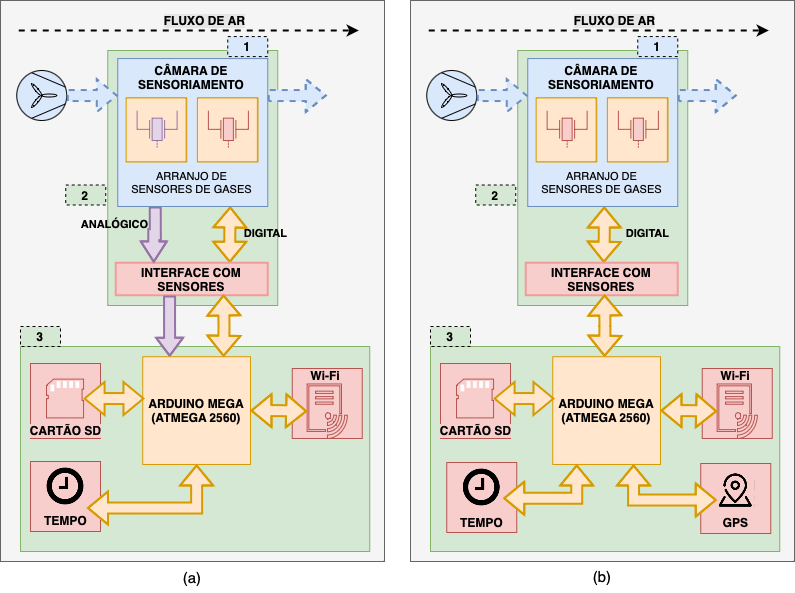 FLUXO DE AR
1
CÂMARA DE
SENSORIAMENTO
ARRANJO DE
SENSORES DE GASES
2
ANALÓGICO
DIGITAL
INTERFACE COM
SENSORES
3
CARTÃO SD
ARDUINO MEGA
(ATMEGA 2560)
Wi-Fi
TEMPO
(a)
FLUXO DE AR
1
CÂMARA DE
SENSORIAMENTO
ARRANJO DE
SENSORES DE GASES
2
DIGITAL
INTERFACE COM
SENSORES
3
CARTÃO SD
ARDUINO MEGA
(ATMEGA 2560)
Wi-Fi
TEMPO
GPS
(b)